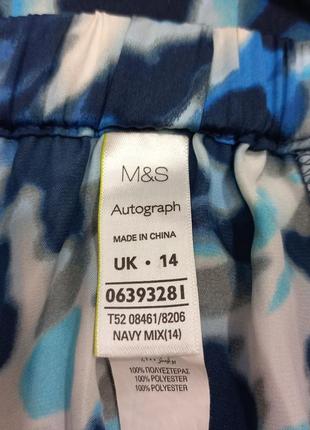 M&S
Autograph
MADE IN CHINA
UK • 14
06393281
T52 08461/8206
NAVY MIX(14)
100% ΠΟΛΥΕΣΤΕΡΑΣ
100% POLYESTER
100% POLYESTER